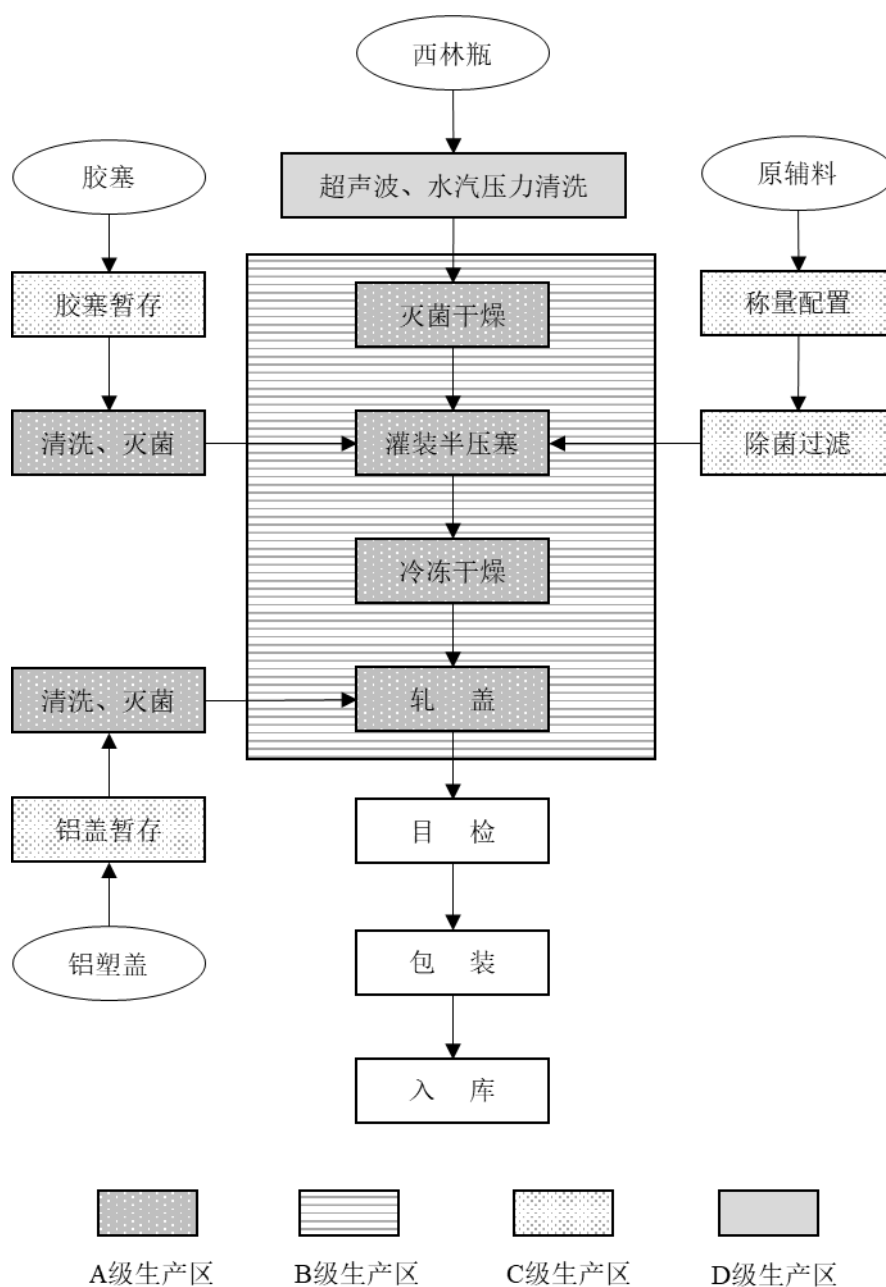 西林瓶
胶塞
超声波、水汽压力清洗
原辅料
胶塞暂存
灭菌干燥
称量配置
清洗、灭菌
灌装半压塞
除菌过滤
冷冻干燥
清洗、灭菌
轧 盖
铝盖暂存
目 检
铝塑盖
包 装
入 库
A级生产区
B级生产区
C级生产区
D级生产区